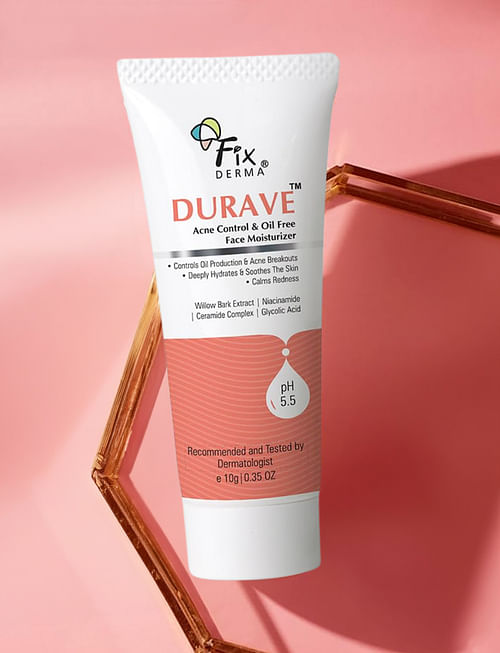 Fix
DERMA®
DURAVE™
Acne Control & Oil Free
Face Moisturizer
• Controls Oil Production & Acne Breakouts
• Deeply Hydrates & Soothes The Skin
• Calms Redness
Willow Bark Extract | Niacinamide
| Ceramide Complex | Glycolic Acid
pH
5.5
Recommended and Tested by
Dermatologist
e 10g | 0.35 OZ